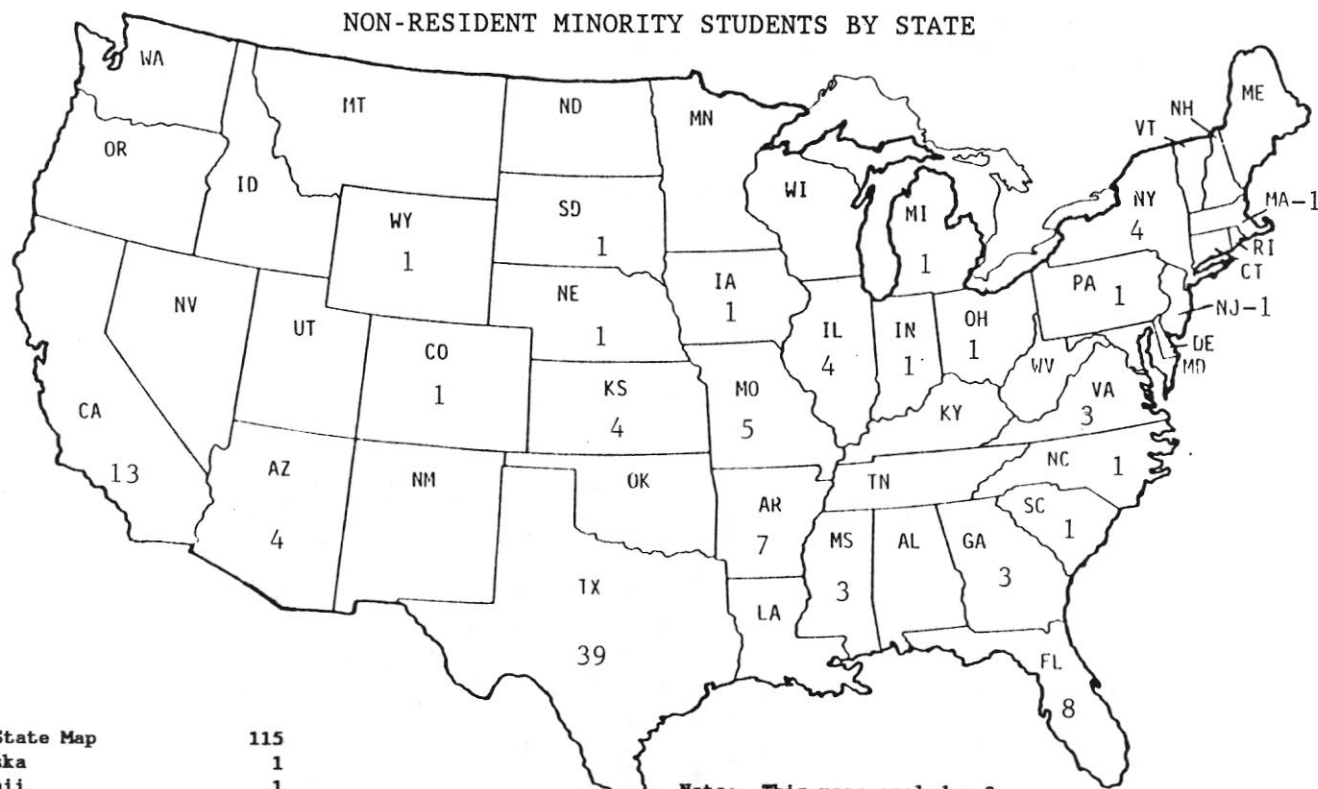 NON-RESIDENT MINORITY STUDENTS BY STATE
WA
MT
ND
MN
NH
ME
VT
OR
ID
WY
1
SD
1
WI
MI
1
NY
4
MA-1
RI
CT
NV
UT
NE
1
IA
1
PA
1
NJ-1
CO
1
IL
4
IN
1
OH
1
DE
MD
WV
VA
3
CA
13
KS
4
MO
5
KY
AZ
4
NM
OK
AR
7
TN
NC
1
SC
1
MS
3
AL
GA
3
TX
39
LA
FL
8
State Map 115
1
1
Note: